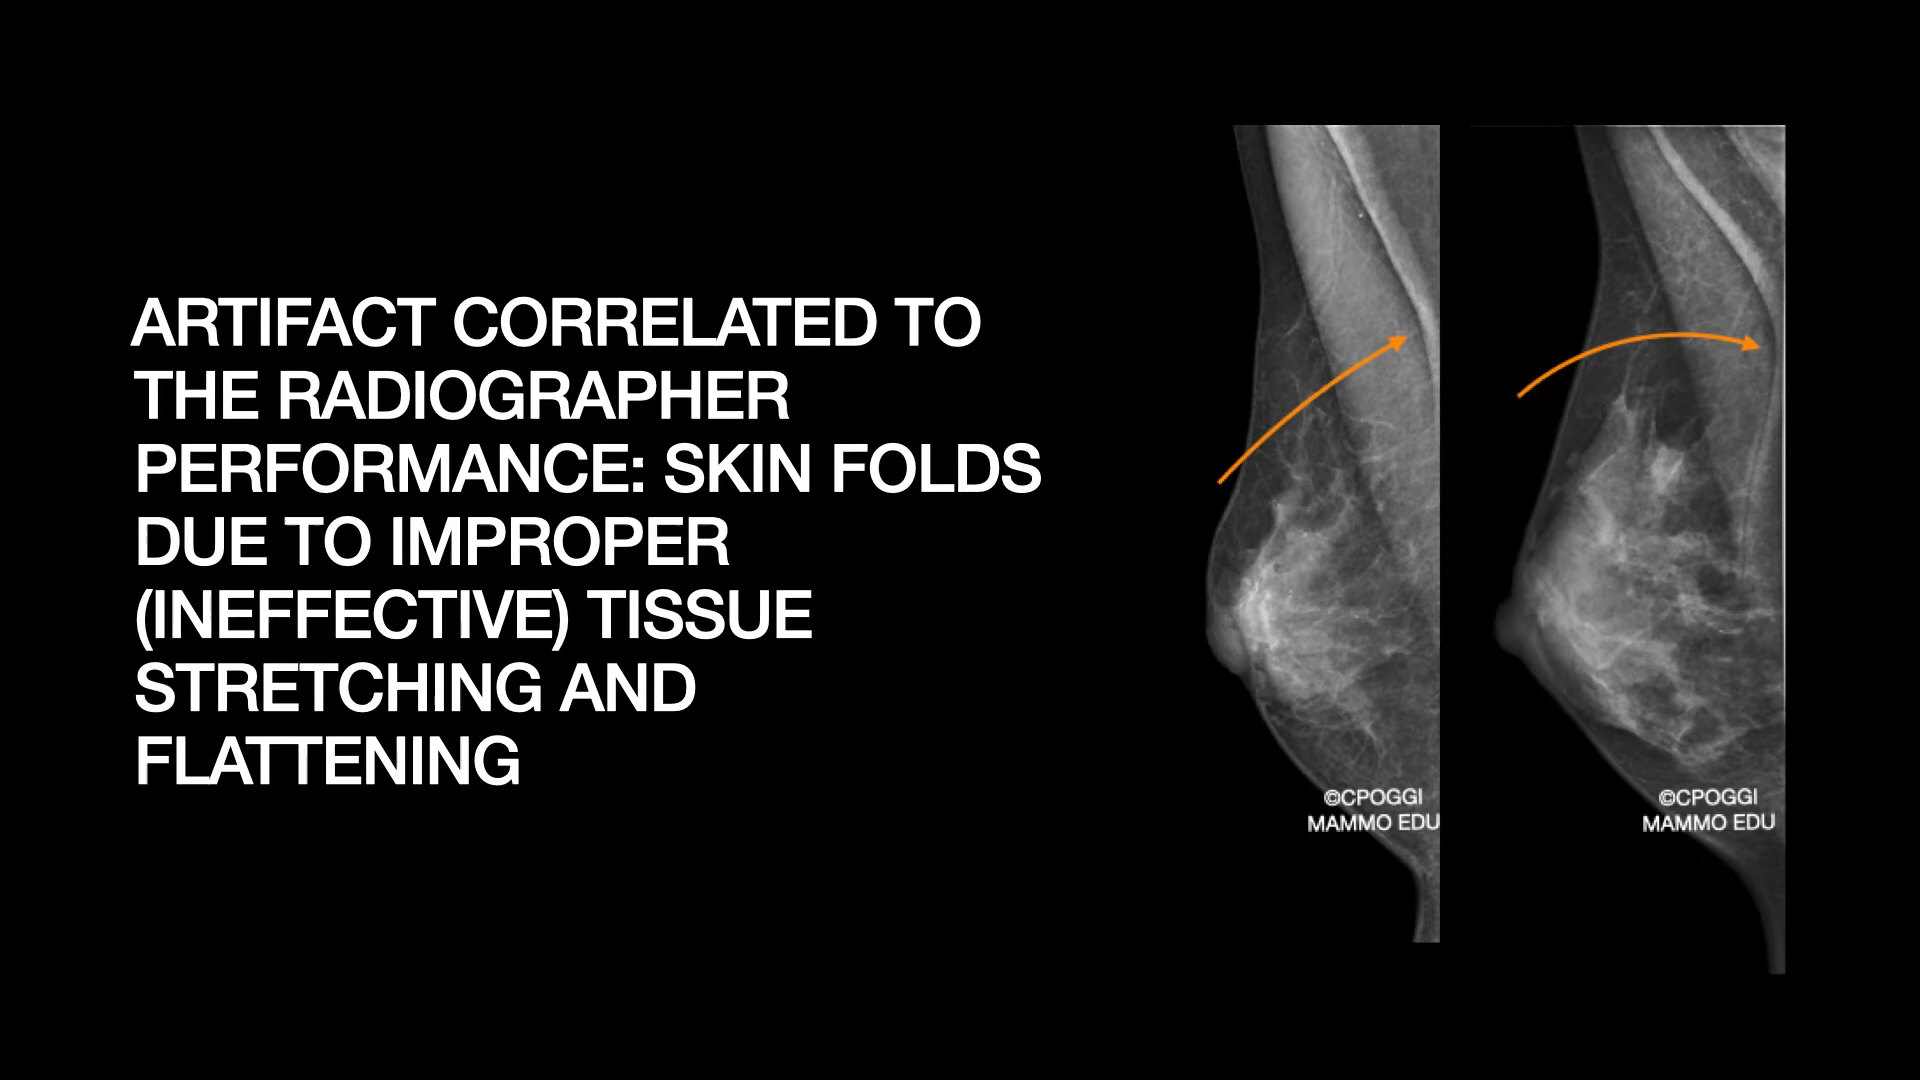 ARTIFACT CORRELATED TO
THE RADIOGRAPHER
PERFORMANCE: SKIN FOLDS
DUE TO IMPROPER
(INEFFECTIVE) TISSUE
STRETCHING AND
FLATTENING
©CPOGGI
MAMMO EDU
©CPOGGI
MAMMO EDU